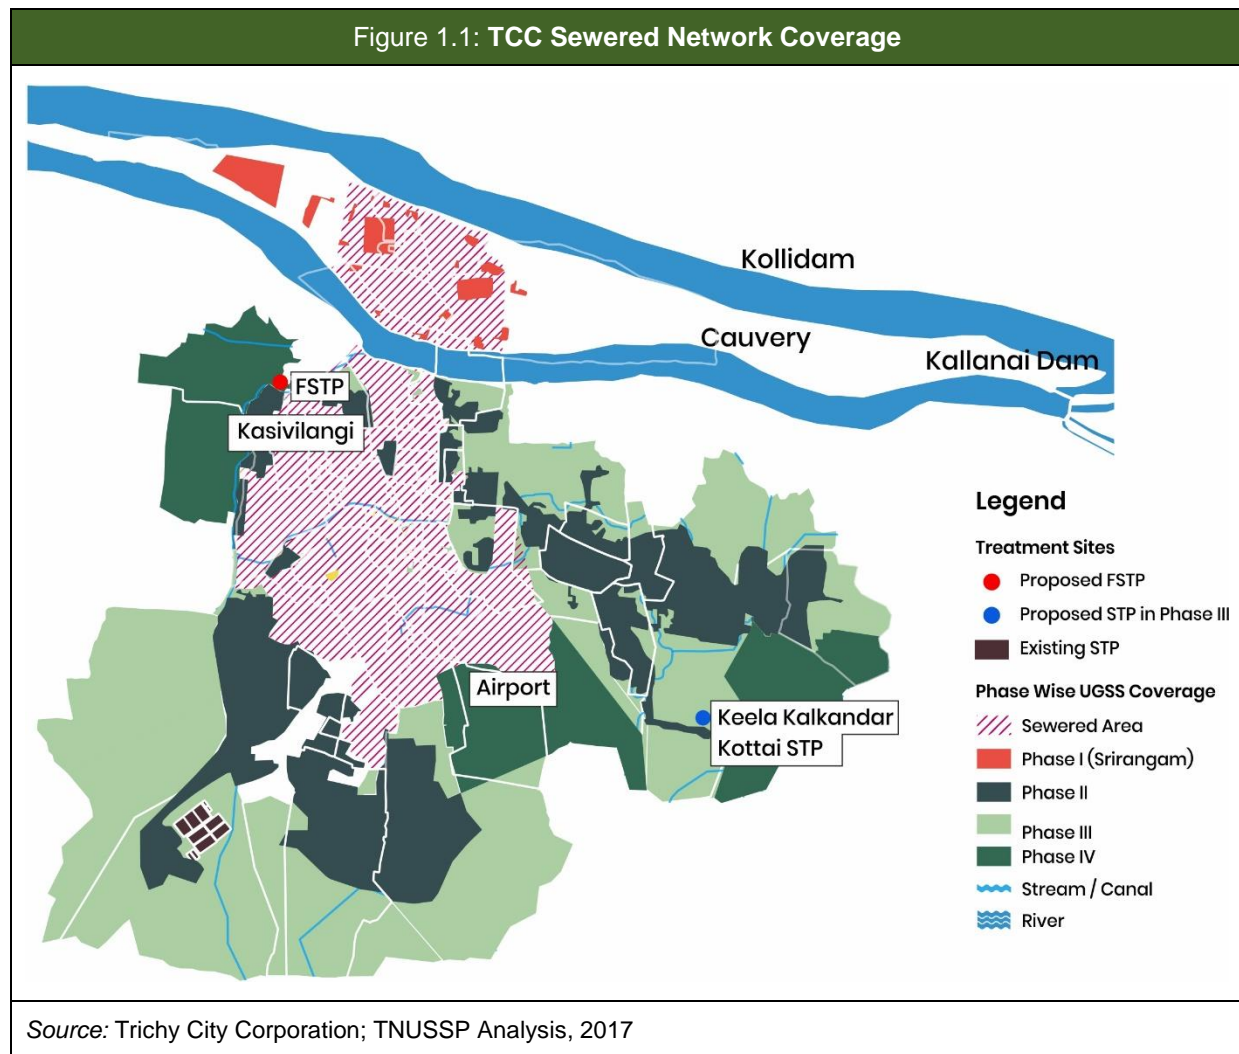 Figure 1.1: TCC Sewered Network Coverage
Kollidam
Cauvery
Kallanai Dam
FSTP
Kasivilangi
Airport
Keela Kalkandar
Kottai STP
Legend
Treatment Sites
Proposed FSTP
Proposed STP in Phase III
Existing STP
Phase Wise UGSS Coverage
Sewered Area
Phase I (Srirangam)
Phase II
Phase III
Phase IV
Stream / Canal
River
Source: Trichy City Corporation; TNUSSP Analysis, 2017